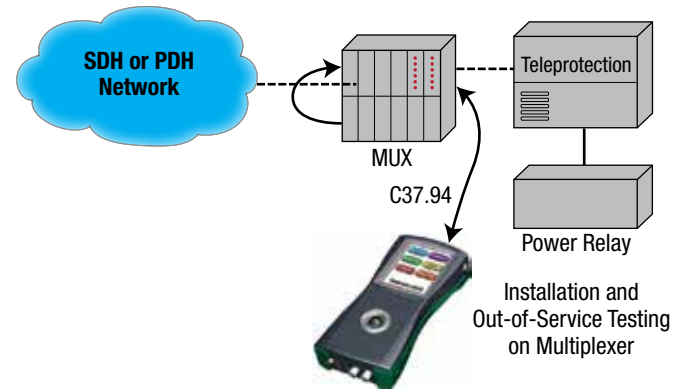 SDH or PDH
Network
Teleprotection
MUX
C37.94
Power Relay
Installation and
Out-of-Service Testing
on Multiplexer